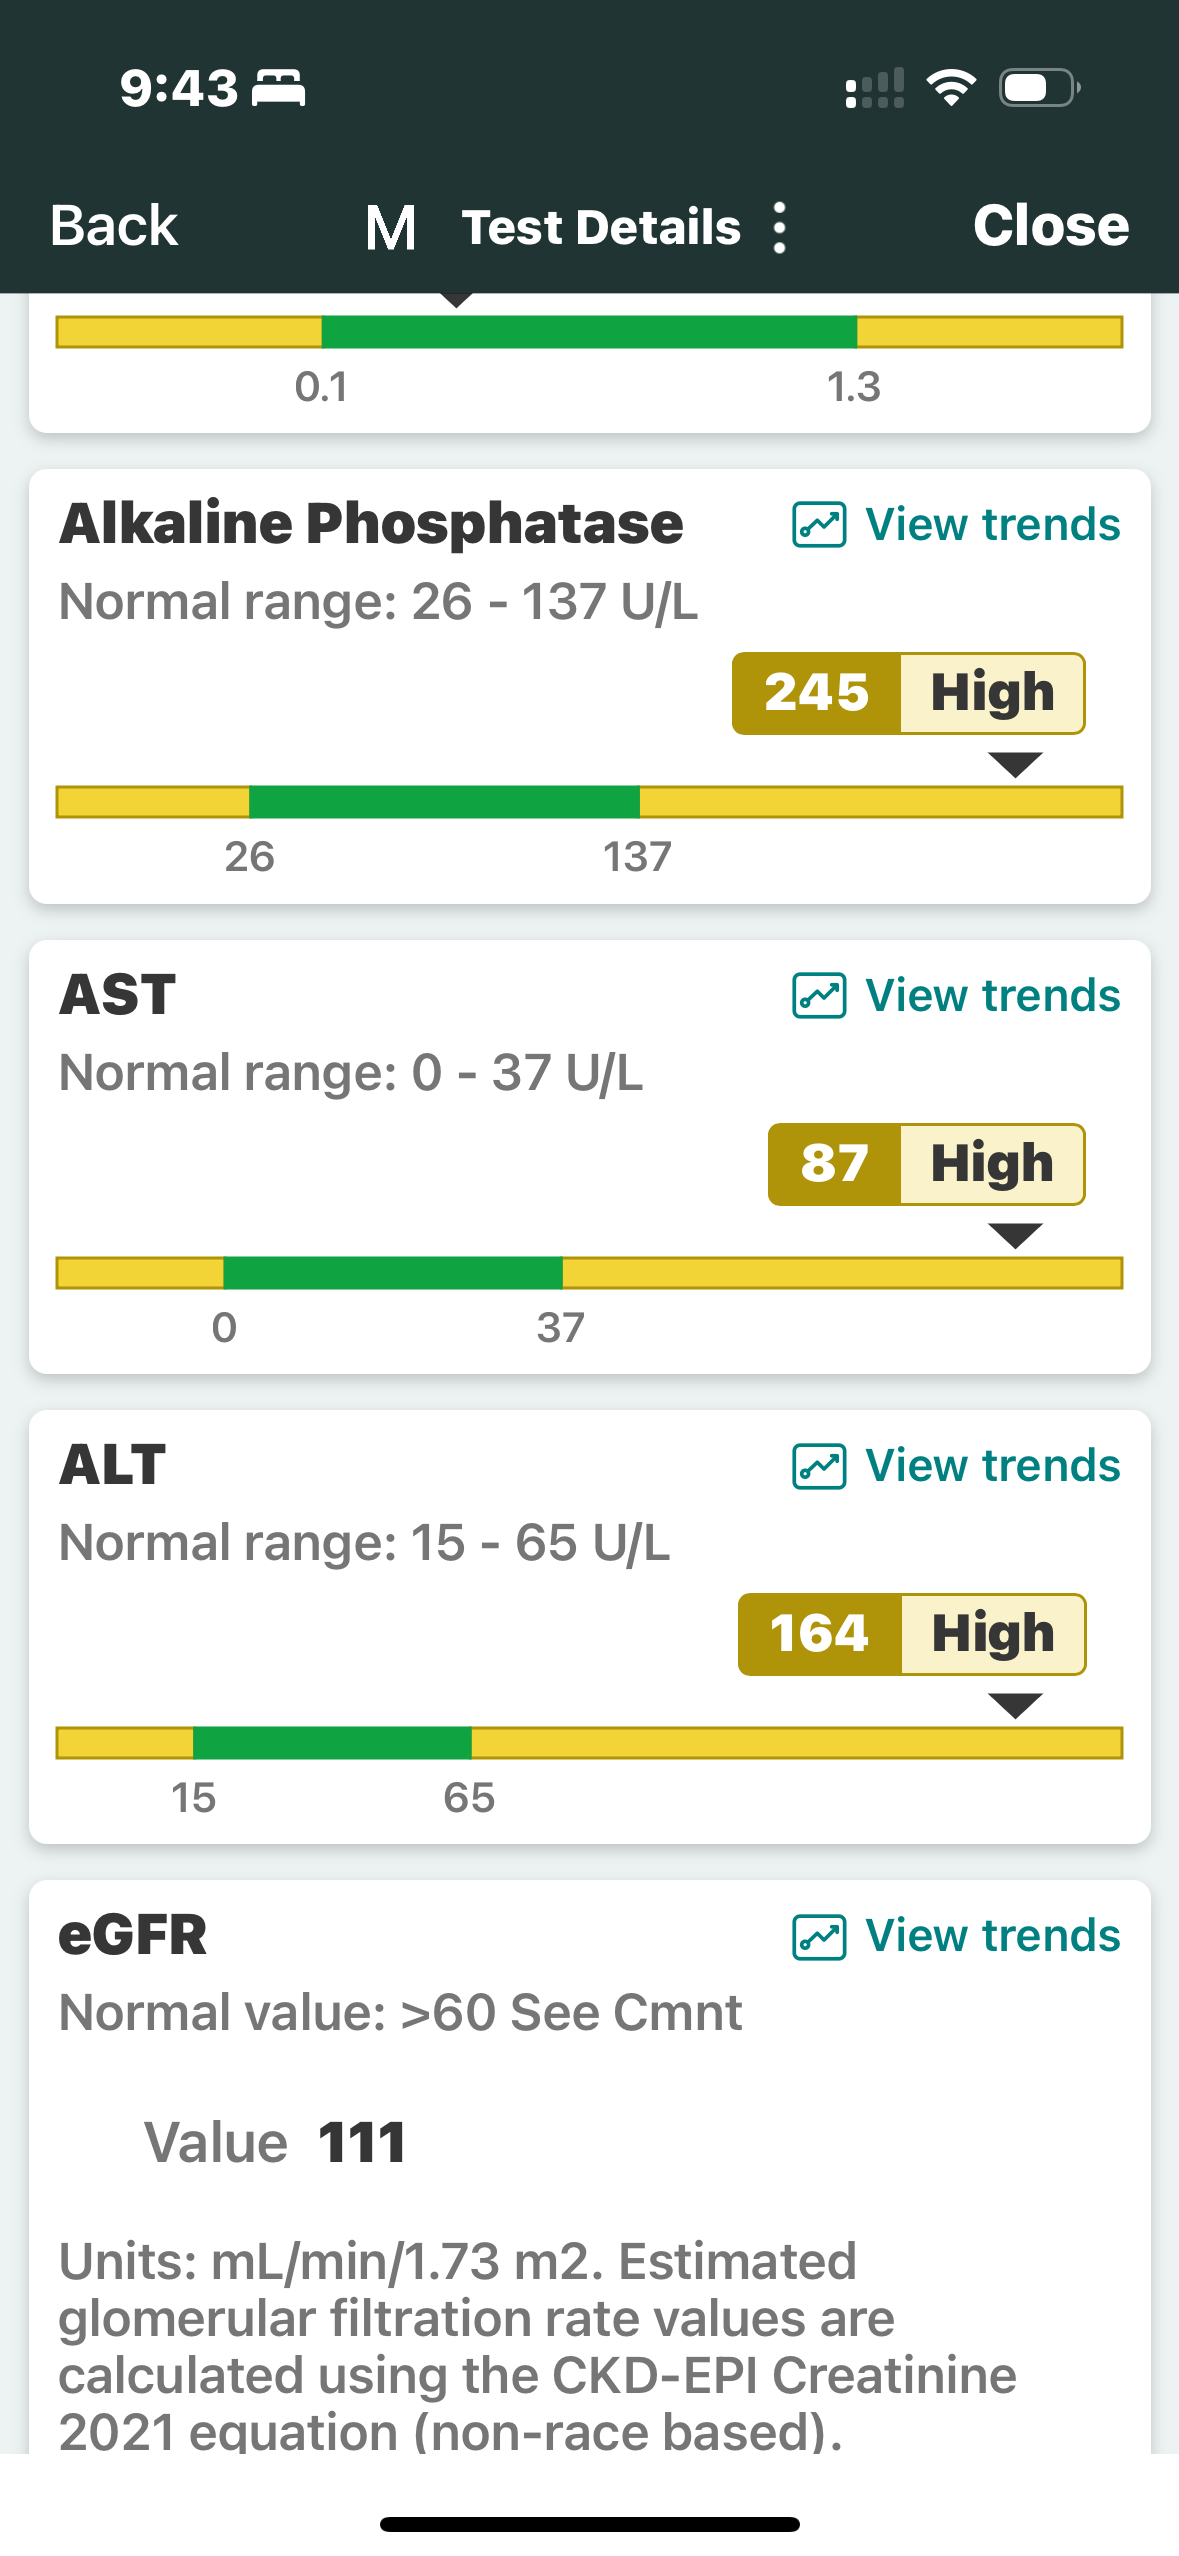 9:43
Back M Test Details Close
0.1 1.3
Alkaline Phosphatase View trends
Normal range: 26 - 137 U/L
245 High
26 137
AST View trends
Normal range: 0 - 37 U/L
87 High
0 37
ALT View trends
Normal range: 15 - 65 U/L
164 High
15 65
eGFR View trends
Normal value: >60 See Cmnt
Value 111
Units: mL/min/1.73 m2. Estimated
glomerular filtration rate values are
calculated using the CKD-EPI Creatinine
2021 equation (non-race based).